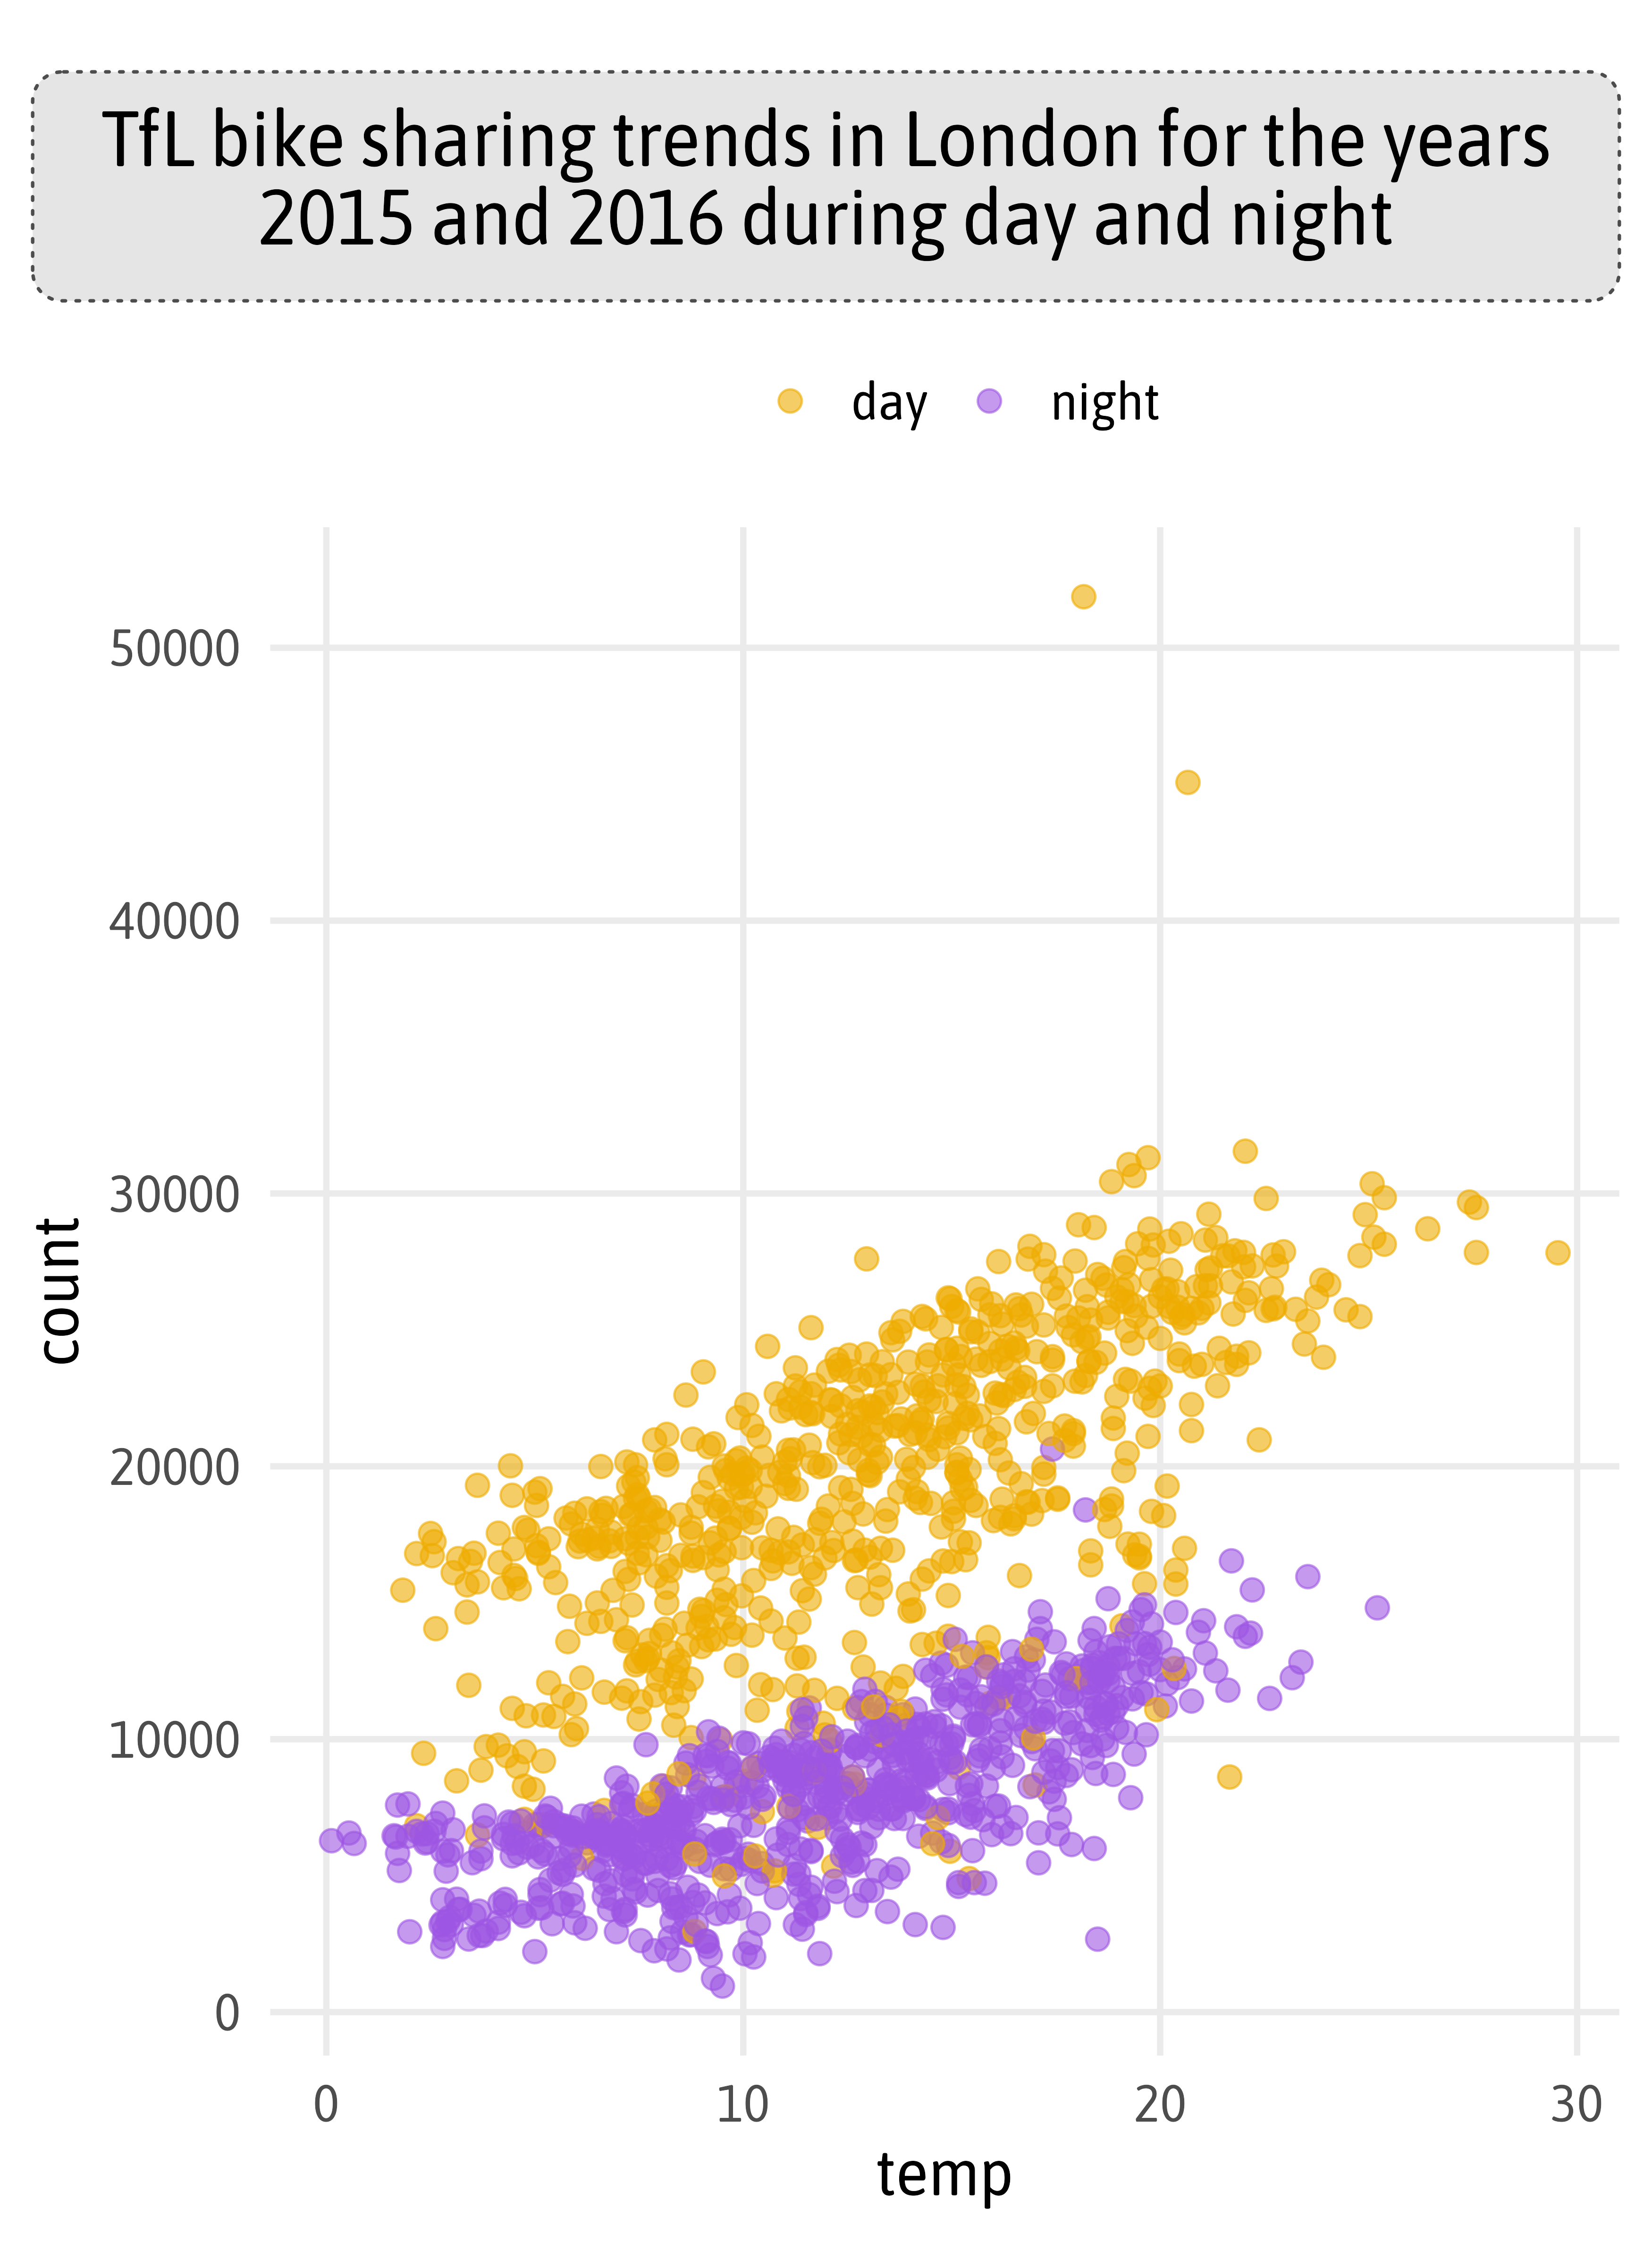 TfL bike sharing trends in London for the years
2015 and 2016 during day and night
day night
50000
40000
30000
20000
10000
0
count
0 10 20 30
temp